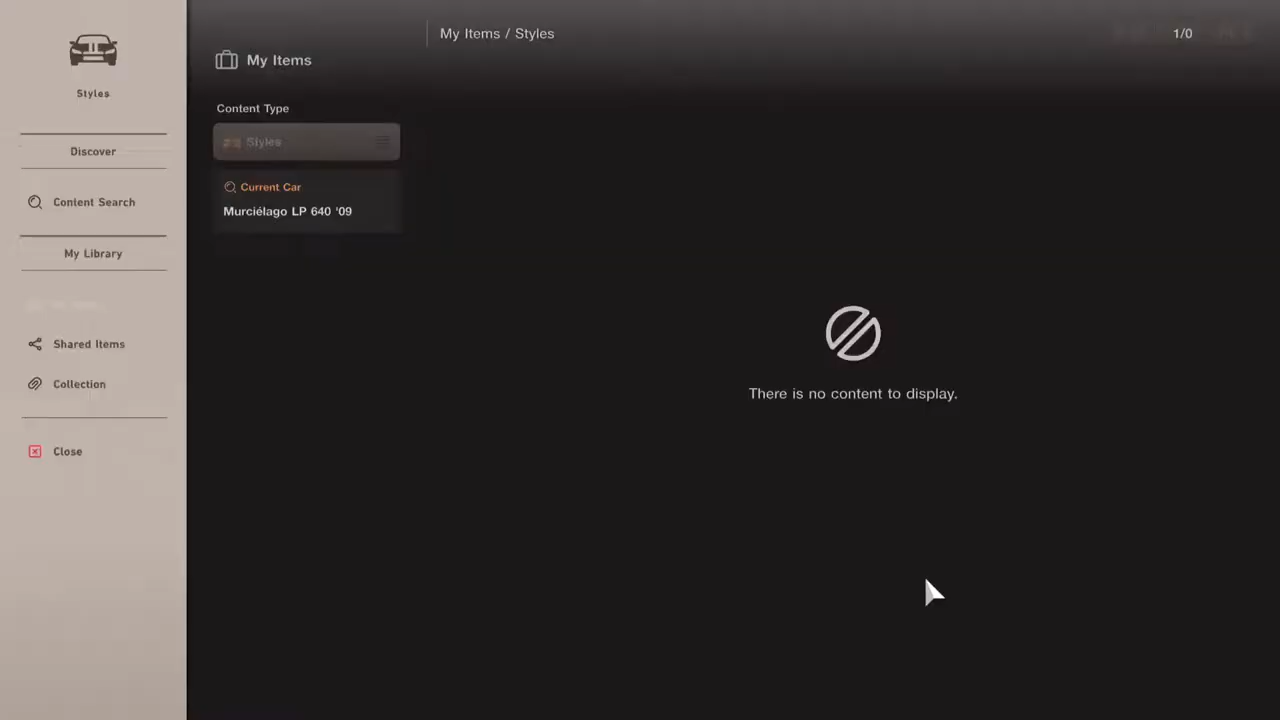 Styles
Discover
Content Search
My Library
Shared Items
Collection
Close
My Items / Styles
1/0
My Items
Content Type
Styles
Current Car
Murciélago LP 640 '09
There is no content to display.